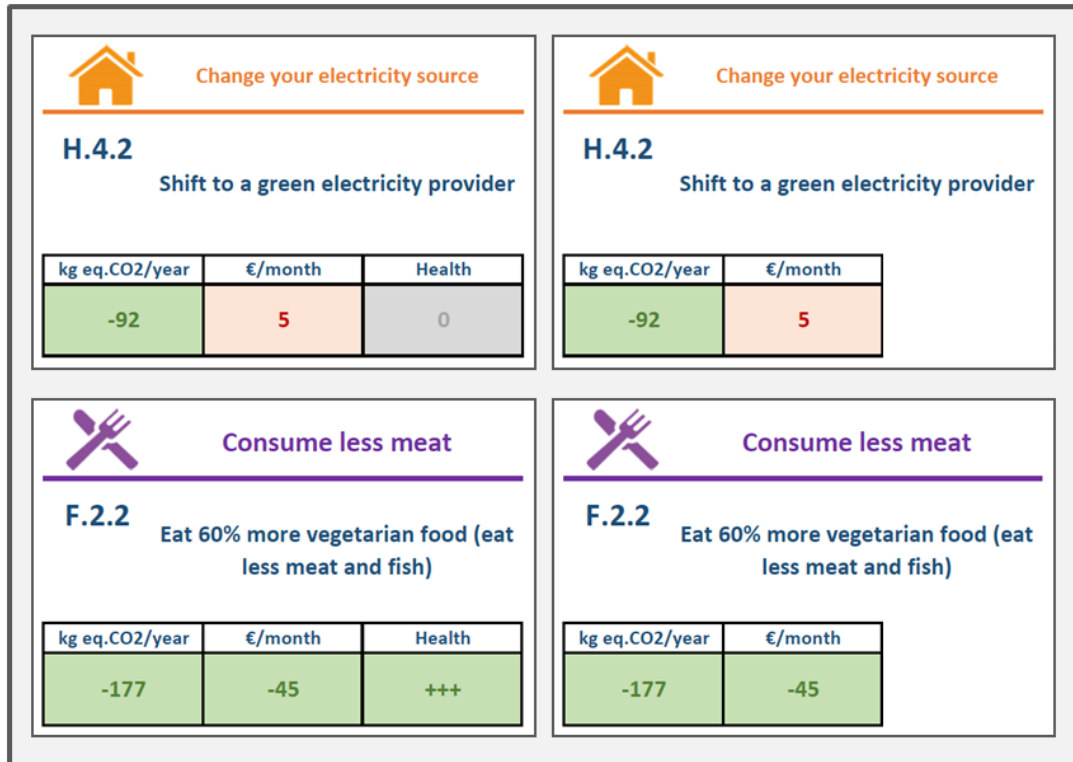 Change your electricity source
H.4.2
Shift to a green electricity provider
kg eq.CO2/year €/month Health
-92 5 0
Change your electricity source
H.4.2
Shift to a green electricity provider
kg eq.CO2/year €/month
-92 5
Consume less meat
F.2.2
Eat 60% more vegetarian food (eat
less meat and fish)
kg eq.CO2/year €/month Health
-177 -45 +++
Consume less meat
F.2.2
Eat 60% more vegetarian food (eat
less meat and fish)
kg eq.CO2/year €/month
-177 -45